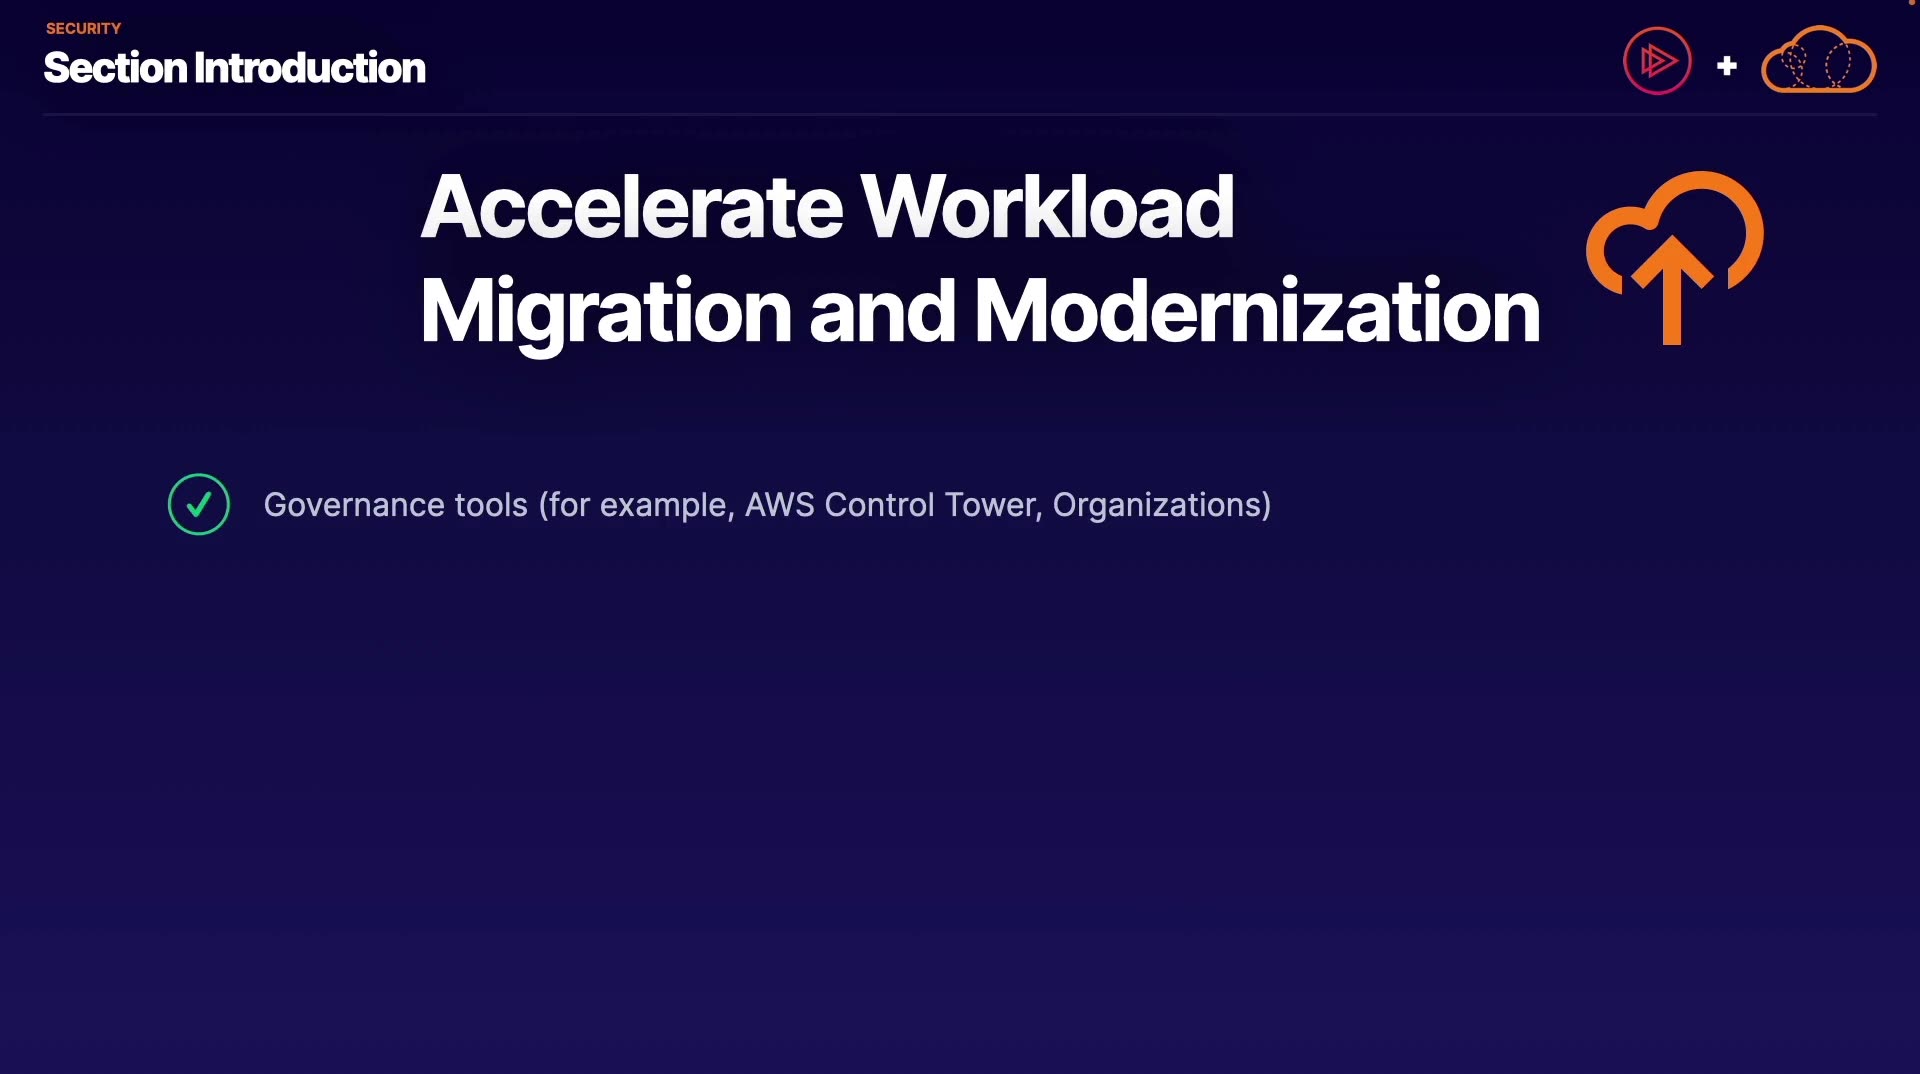 SECURITY
Section Introduction
Accelerate Workload
Migration and Modernization
Governance tools (for example, AWS Control Tower, Organizations)